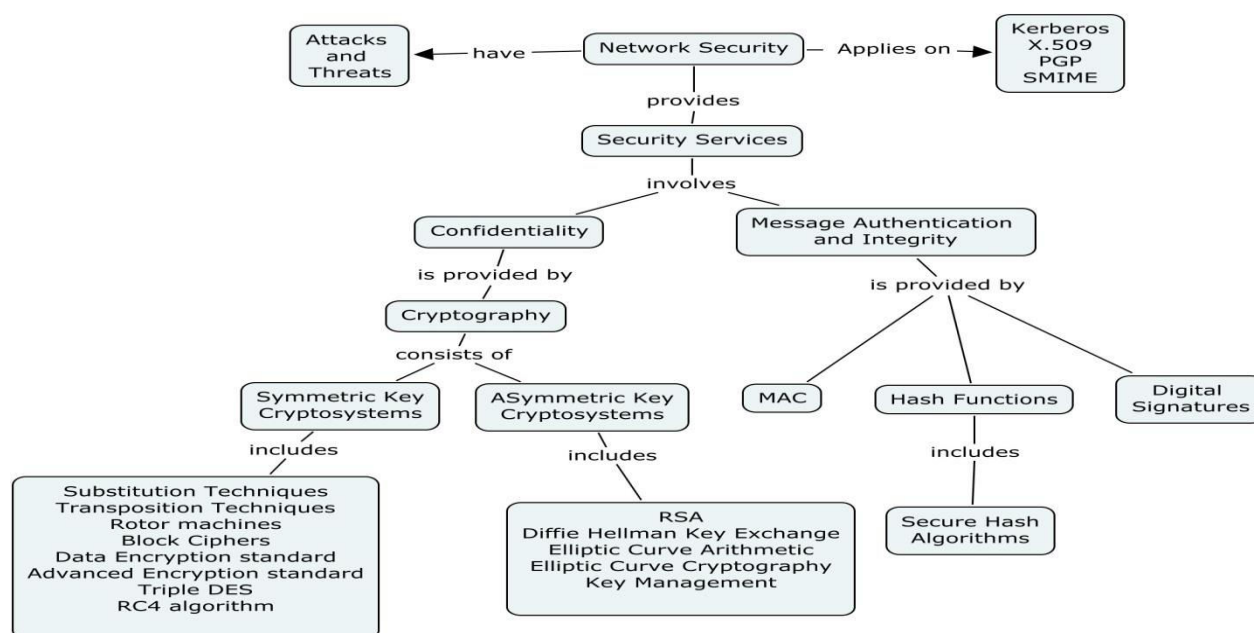 Attacks
and
Threats
have
Network Security
Applies on
Kerberos
X.509
PGP
SMIME
provides
Security Services
involves
Confidentiality
Message Authentication
and Integrity
is provided by
is provided by
Cryptography
consists of
Symmetric Key
Cryptosystems
ASymmetric Key
Cryptosystems
MAC
Hash Functions
Digital
Signatures
includes
includes
includes
Substitution Techniques
Transposition Techniques
Rotor machines
Block Ciphers
Data Encryption standard
Advanced Encryption standard
Triple DES
RC4 algorithm
RSA
Diffie Hellman Key Exchange
Elliptic Curve Arithmetic
Elliptic Curve Cryptography
Key Management
Secure Hash
Algorithms